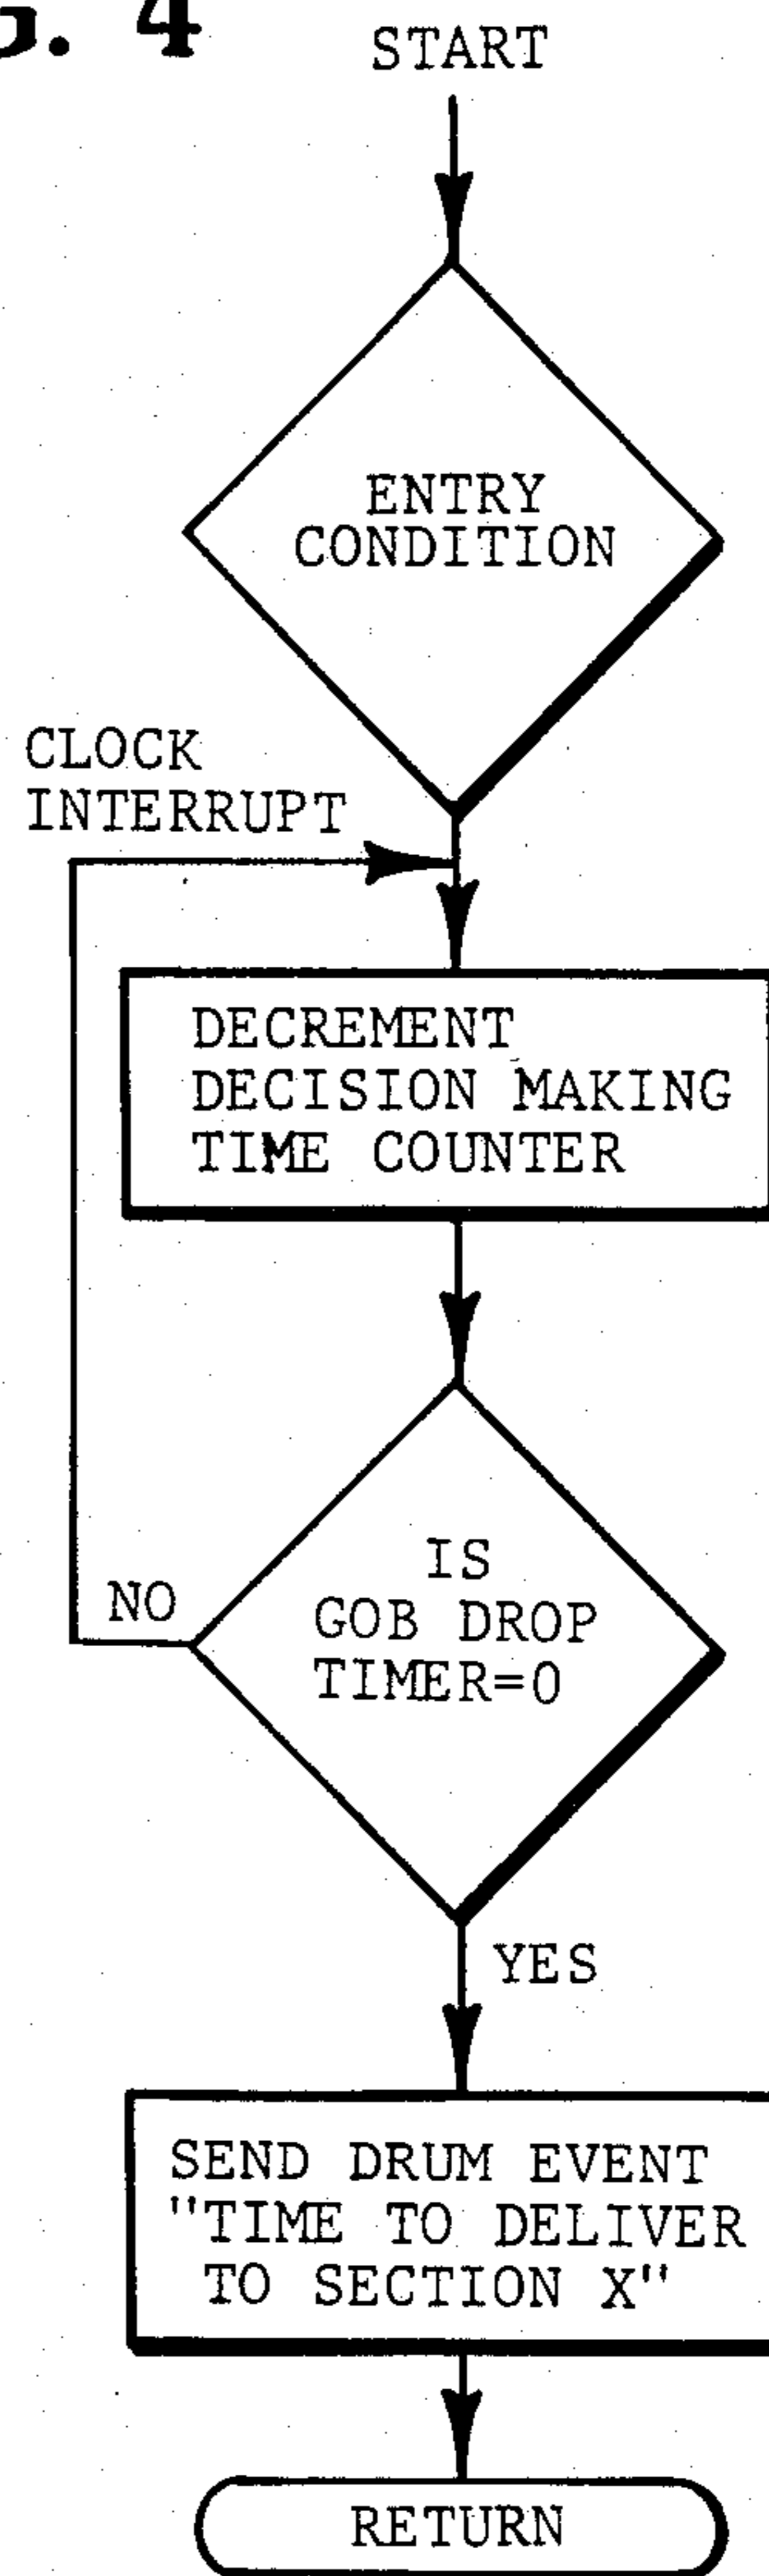 G. 4
START
ENTRY
CONDITION
CLOCK
INTERRUPT
DECREMENT
DECISION MAKING
TIME COUNTER
IS
GOB DROP
TIMER=0
NO
YES
SEND DRUM EVENT
"TIME TO DELIVER
TO SECTION X"
RETURN